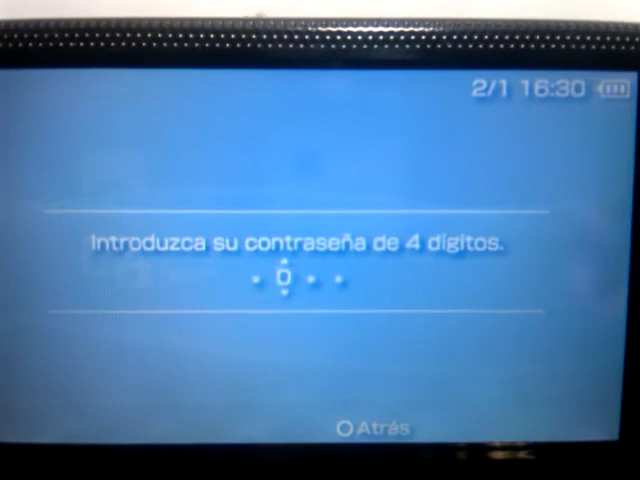 2/1 16:30
Introduzca su contraseña de 4 dígitos.
0
Atrás